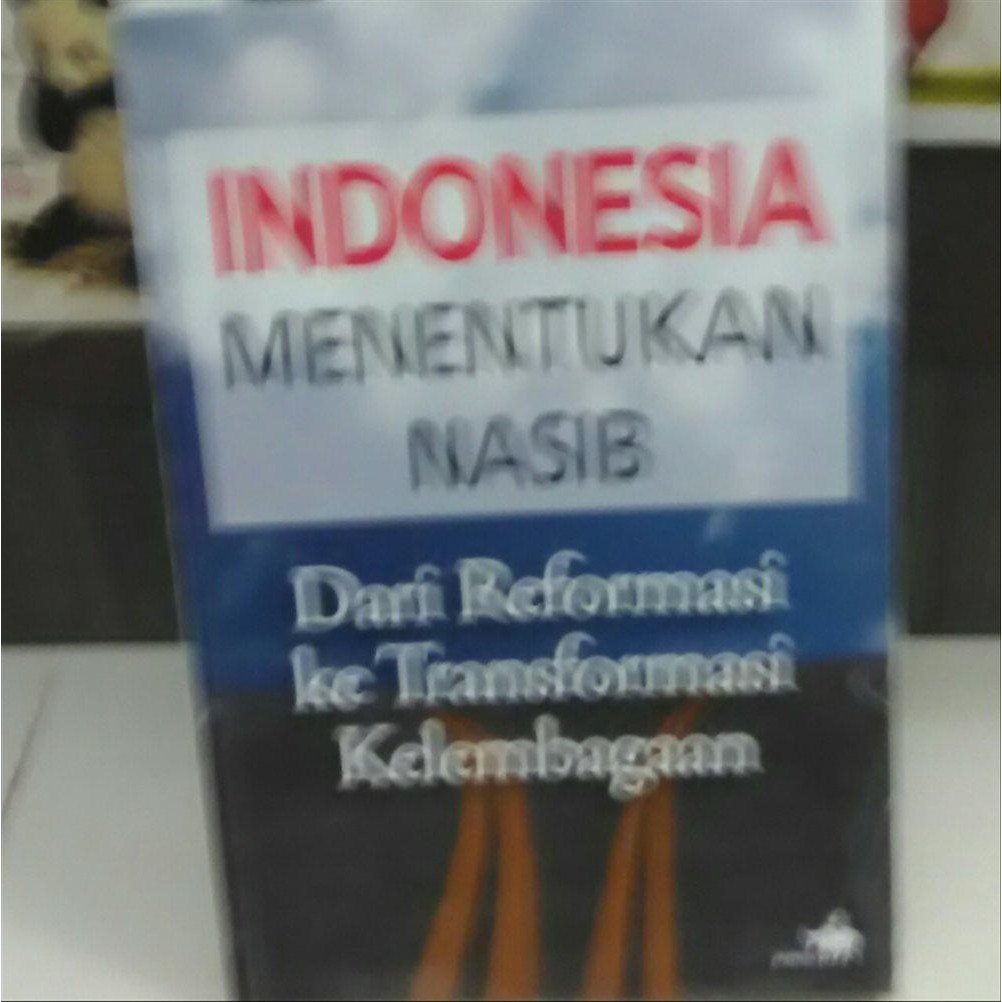 INDONESIA
MENENTUKAN
NASIB
Dari Reformasi
ke Transformasi
Kelembagaan